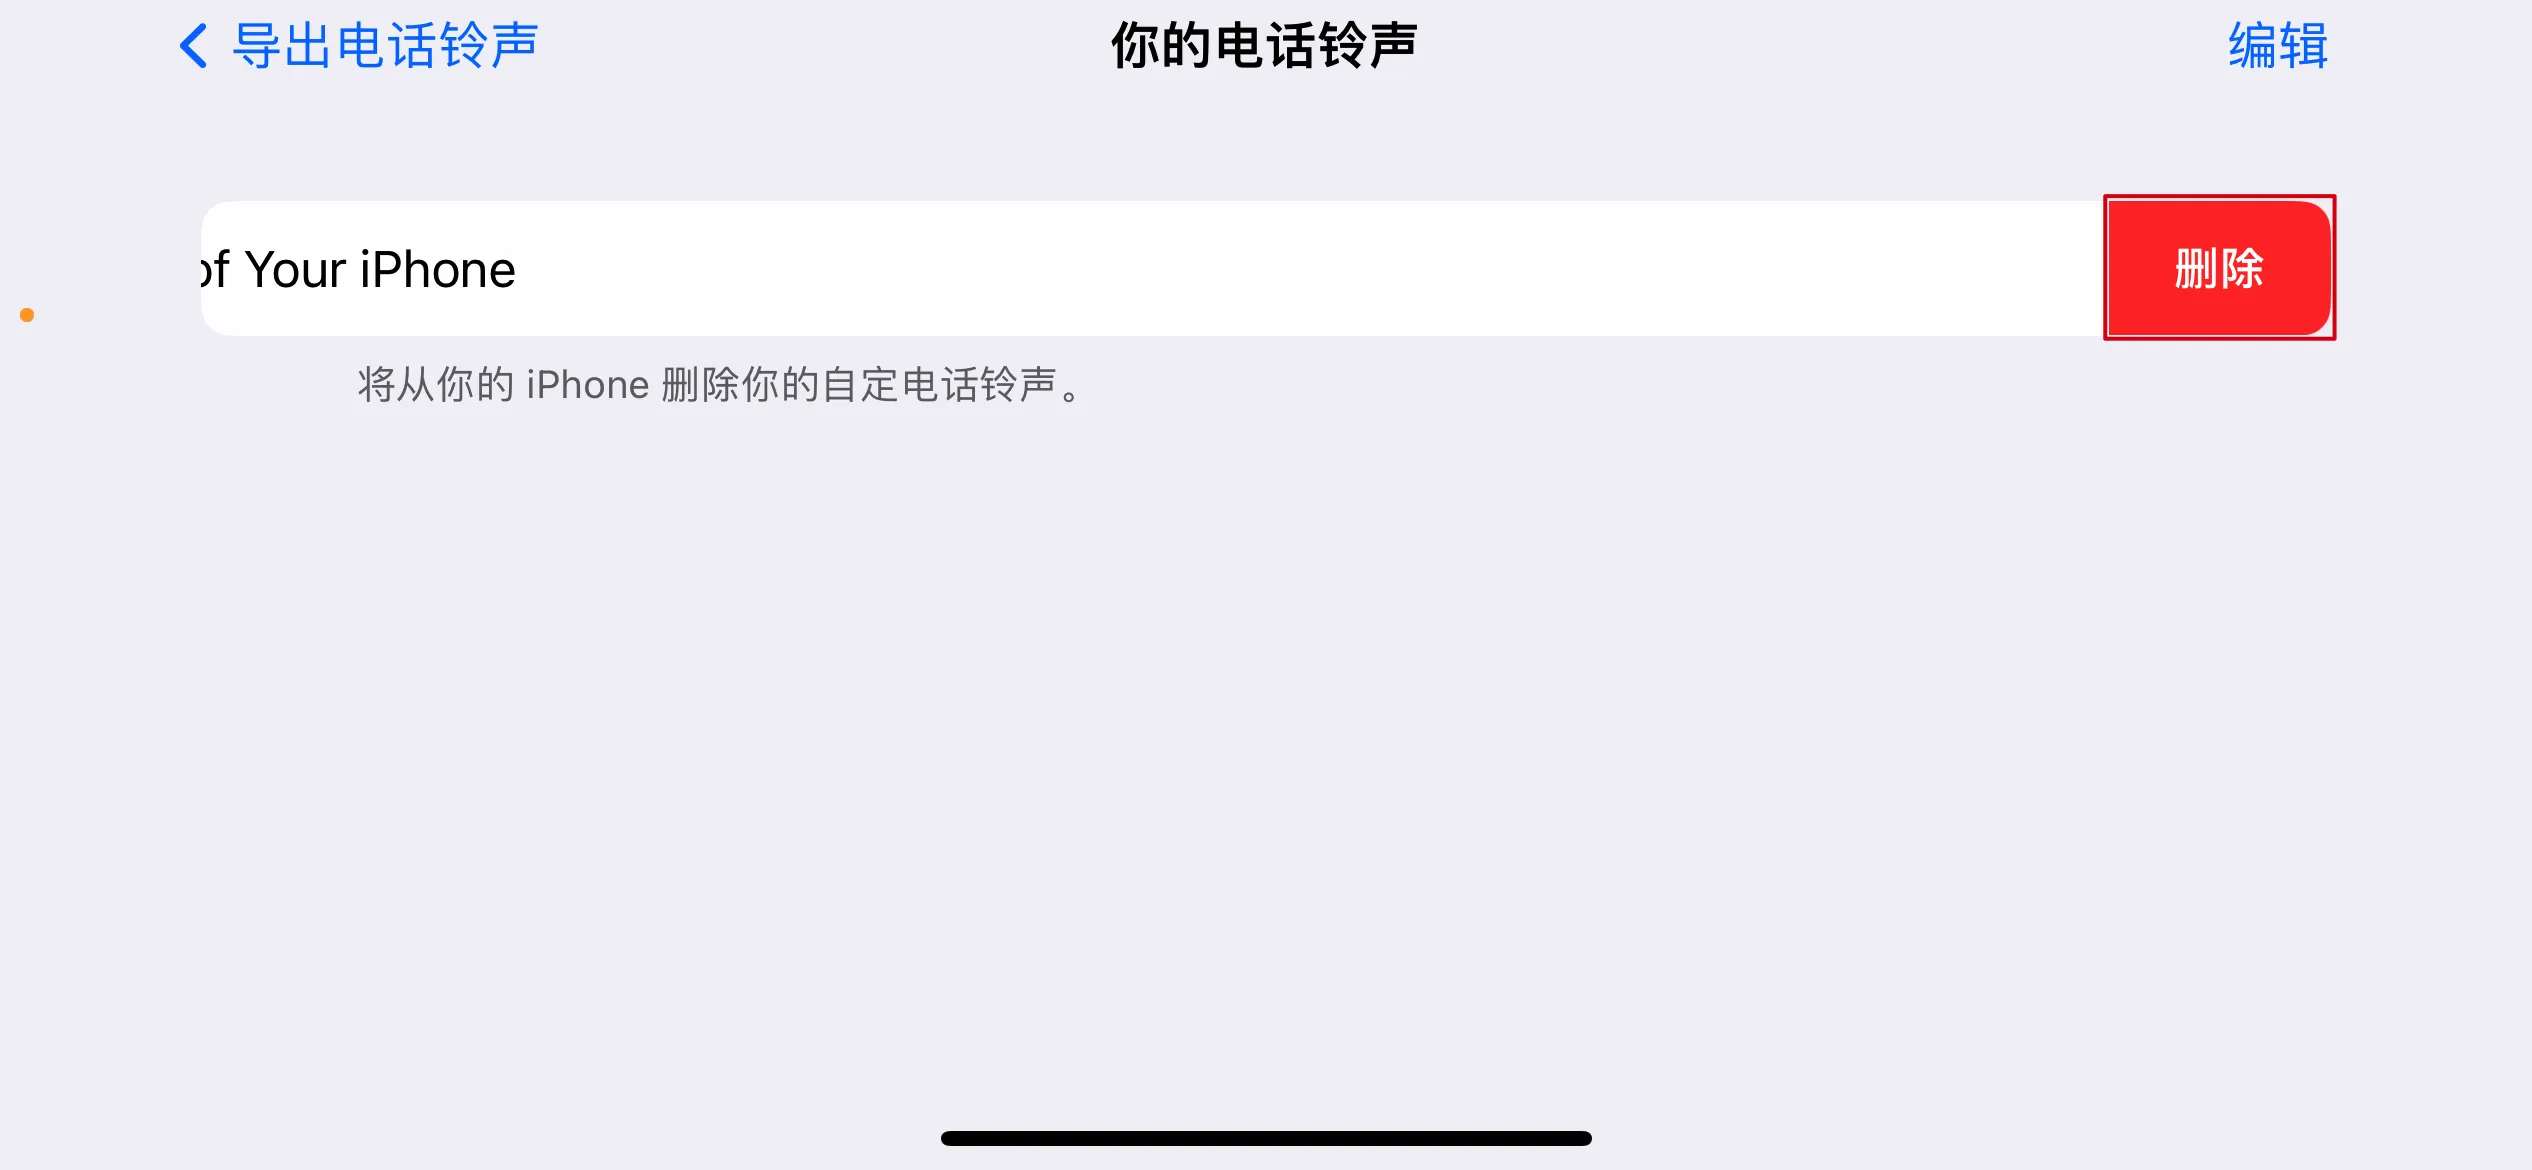 导出电话铃声
你的电话铃声
编辑
of Your iPhone
删除
将从你的 iPhone 删除你的自定电话铃声。